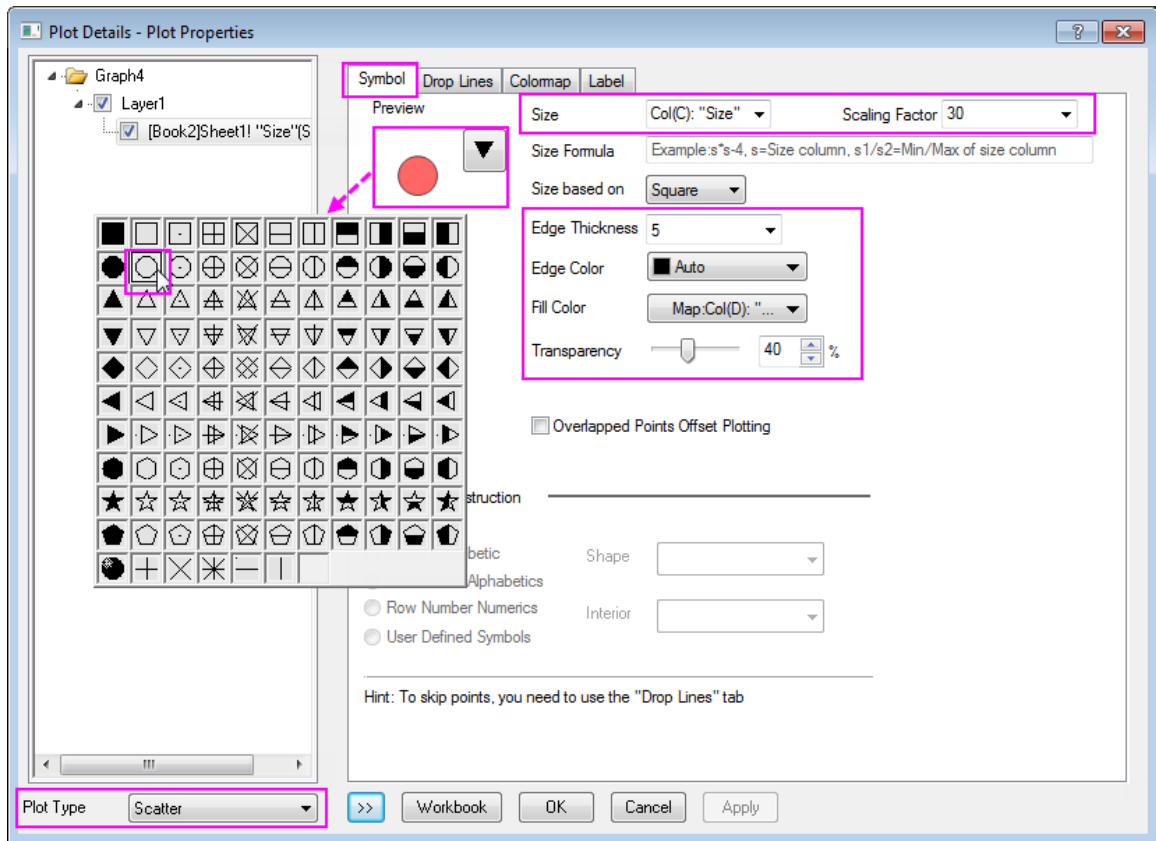 Plot Details - Plot Properties
Graph4
Layer1
[Book2]Sheet1! "Size"(S
Symbol Drop Lines Colormap Label
Preview
Size Col(C): "Size" Scaling Factor 30
Size Formula Example:s*s-4, s=Size column, s1/s2=Min/Max of size column
Size based on Square
Edge Thickness 5
Edge Color Auto
Fill Color Map:Col(D): "...
Transparency 40 %
Overlapped Points Offset Plotting
struction
betic Shape
Alphabetics
Row Number Numerics Interior
User Defined Symbols
Hint: To skip points, you need to use the "Drop Lines" tab
Plot Type Scatter >> Workbook OK Cancel Apply